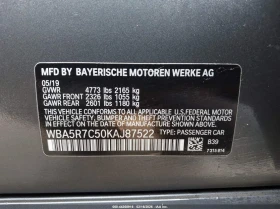 MFD BY BAYERISCHE MOTOREN WERKE AG
05/19
GVWR 4773 lbs 2165 kg
GAWR FRONT 2326 lbs 1055 kg
GAWR REAR 2601 lbs 1180 kg
THIS VEHICLE CONFORMS TO ALL APPLICABLE
FEDERAL MOTOR VEHICLE SAFETY, BUMPER,
AND THEFT PREVENTION STANDARDS IN EFFECT
ON THE DATE OF MANUFACTURE SHOWN ABOVE.
WBA5R7C50KAJ87522 TYPE: PASSENGER CAR
B39